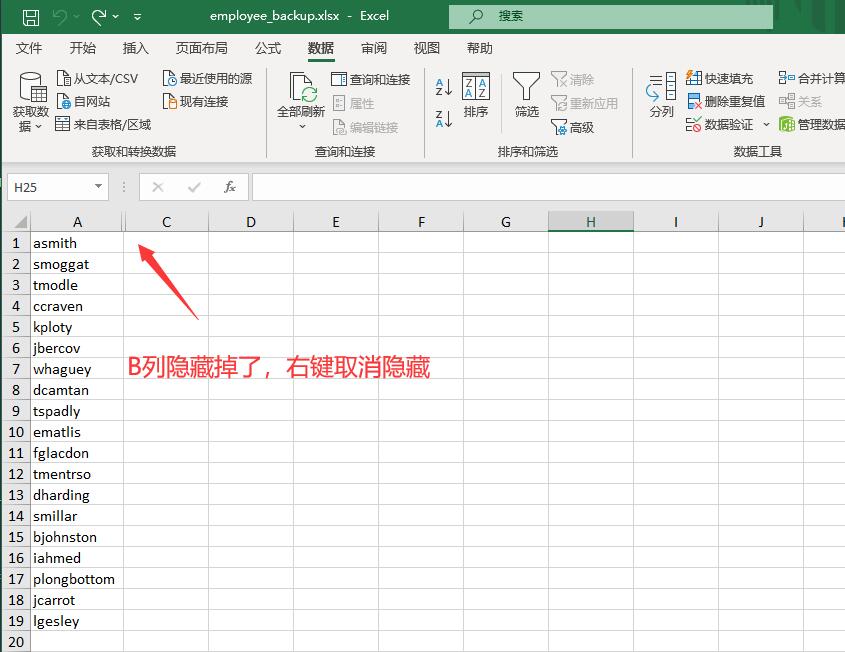 employee_backup.xlsx - Excel
搜索
文件 开始 插入 页面布局 公式 数据 审阅 视图 帮助
获取数据
从文本/CSV
自网站
来自表格/区域
最近使用的源
现有连接
获取和转换数据
全部刷新
查询和连接
属性
编辑链接
查询和连接
排序
筛选
清除
重新应用
高级
排序和筛选
分列
快速填充
删除重复值
数据验证
合并计算
关系
管理数据
数据工具
H25
fx
A C D E F G H I J
1 asmith
2 smoggat
3 tmodle
4 ccraven
5 kploty
6 jbercov
7 whaguey
8 dcamtan
9 tspadly
10 ematlis
11 fglacdon
12 tmentrso
13 dharding
14 smillar
15 bjohnston
16 iahmed
17 plongbottom
18 jcarrot
19 lgesley
20
B列隐藏掉了，右键取消隐藏